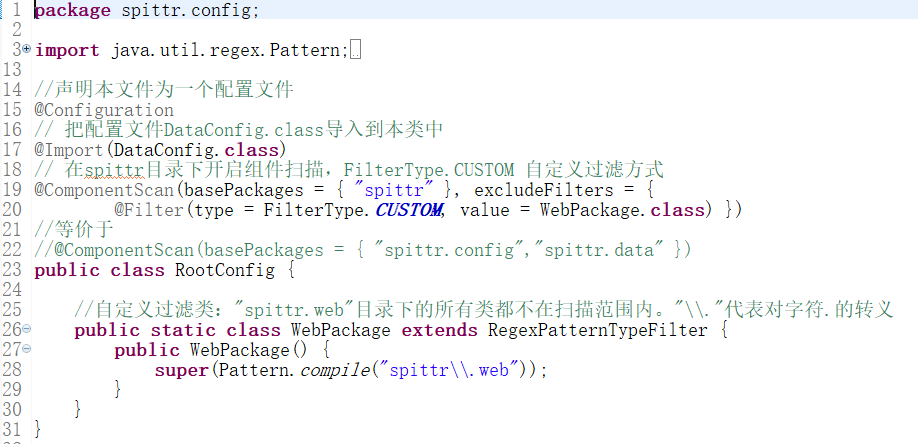 1 package spittr.config;
2
3 import java.util.regex.Pattern;
13
14 //声明本文件为一个配置文件
15 @Configuration
16 // 把配置文件DataConfig.class导入到本类中
17 @Import(DataConfig.class)
18 // 在spittr目录下开启组件扫描，FilterType.CUSTOM 自定义过滤方式
19 @ComponentScan(basePackages = { "spittr" }, excludeFilters = {
20         @Filter(type = FilterType.CUSTOM, value = WebPackage.class) })
21 //等价于
22 //@ComponentScan(basePackages = { "spittr.config","spittr.data" })
23 public class RootConfig {
24
25     //自定义过滤类："spittr.web"目录下的所有类都不在扫描范围内。"\\."代表对字符.的转义
26     public static class WebPackage extends RegexPatternTypeFilter {
27         public WebPackage() {
28             super(Pattern.compile("spittr\\.web"));
29         }
30     }
31 }